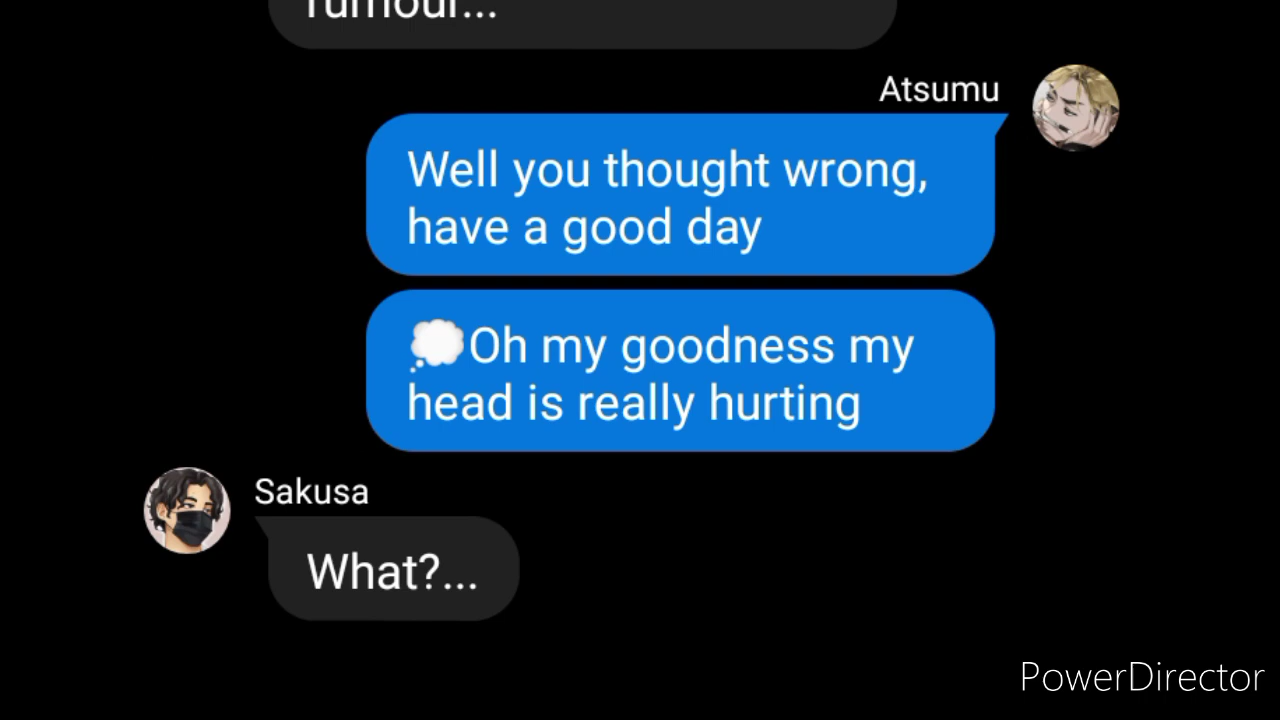 rumour...
Atsumu
Well you thought wrong,
have a good day
💭Oh my goodness my
head is really hurting
Sakusa
What?...
PowerDirector